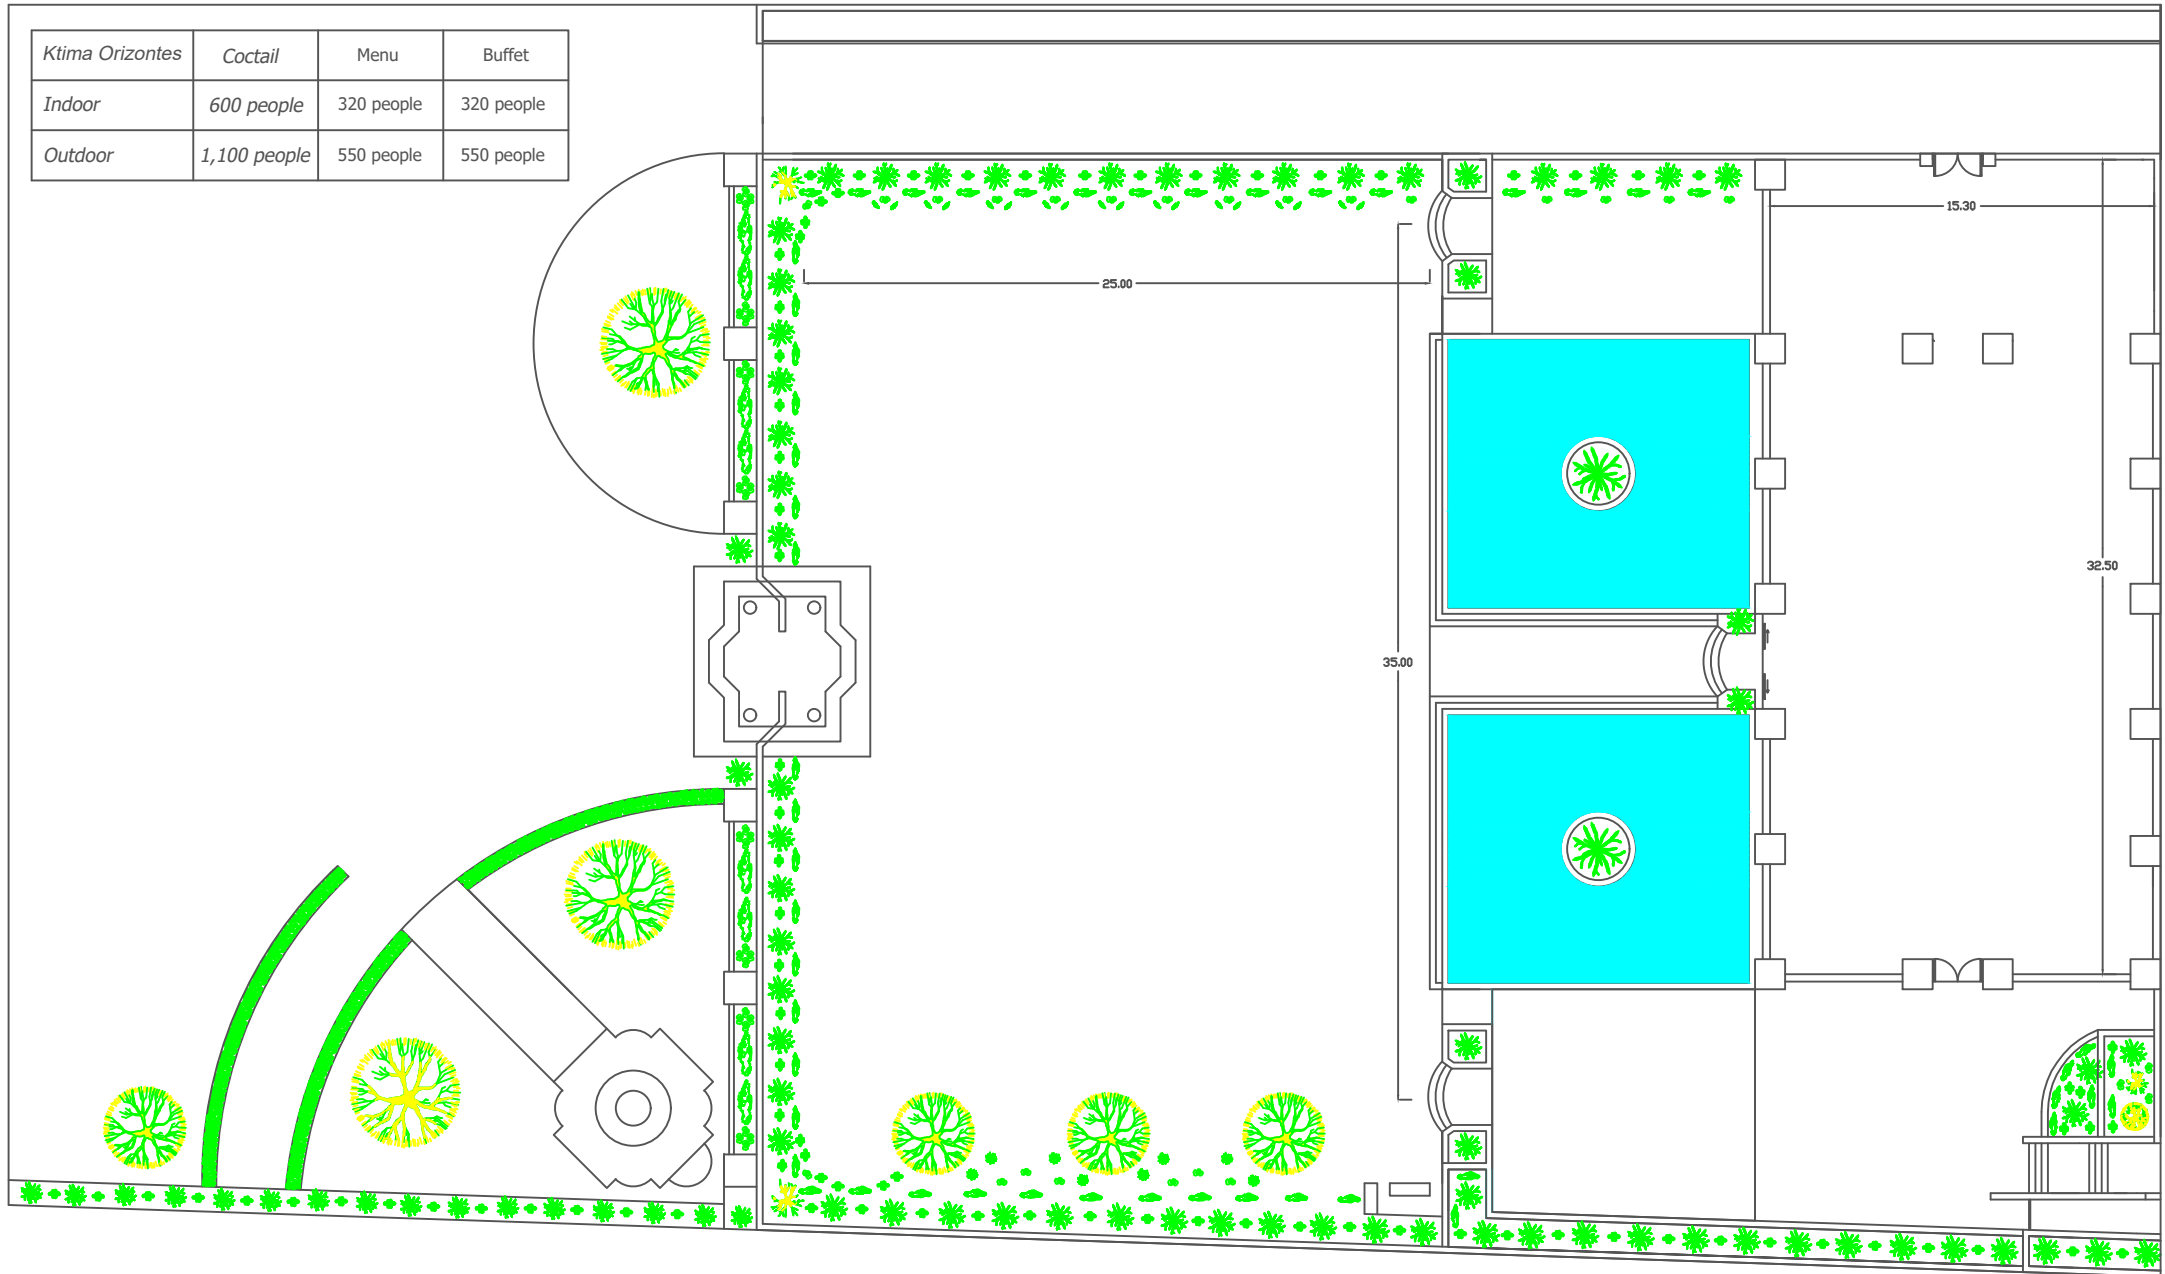 Ktima Orizontes Coctail Menu Buffet
Indoor 600 people 320 people 320 people
Outdoor 1,100 people 550 people 550 people
15.30
25.00
32.50
35.00